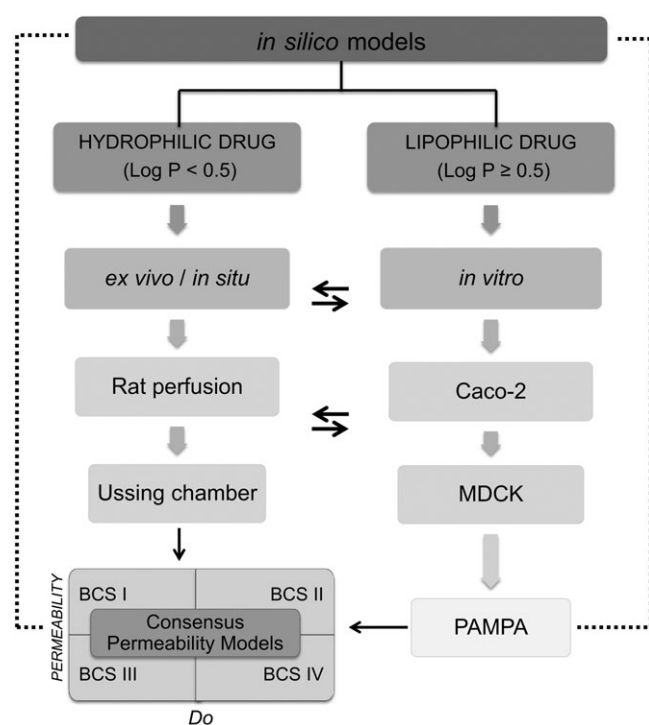 in silico models
HYDROPHILIC DRUG
(Log P < 0.5)
LIPOPHILIC DRUG
(Log P ≥ 0.5)
ex vivo / in situ
in vitro
Rat perfusion
Caco-2
Ussing chamber
MDCK
PERMEABILITY
BCS I
BCS II
Consensus
Permeability Models
BCS III
BCS IV
PAMPA
Do